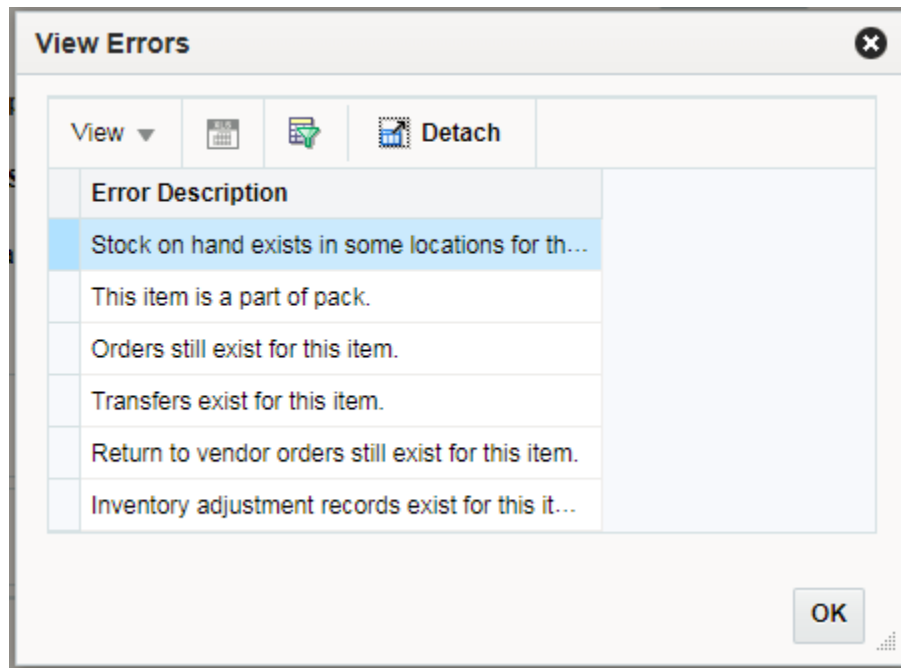 View Errors
View
Detach
Error Description
Stock on hand exists in some locations for th...
This item is a part of pack.
Orders still exist for this item.
Transfers exist for this item.
Return to vendor orders still exist for this item.
Inventory adjustment records exist for this it...
OK